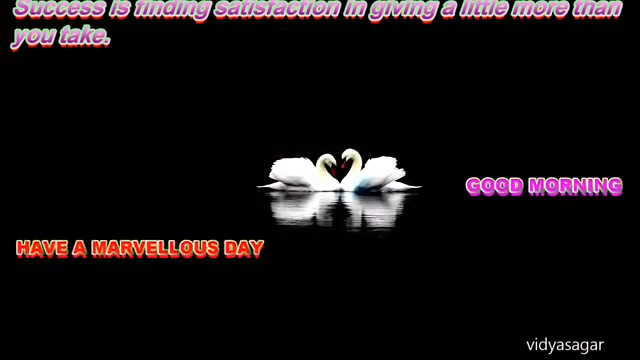 Success is finding satisfaction in giving a little more than
you take.
GOOD MORNING
HAVE A MARVELLOUS DAY
vidyasagar